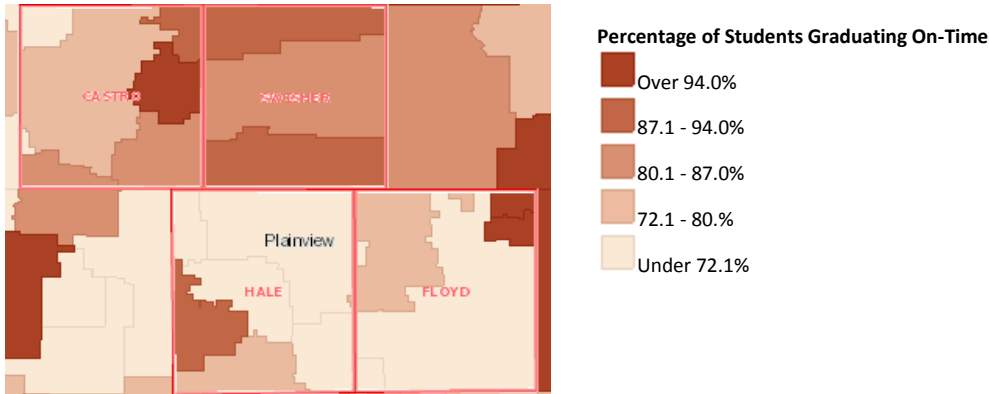 Percentage of Students Graduating On-Time
Over 94.0%
87.1 - 94.0%
80.1 - 87.0%
72.1 - 80.%
Under 72.1%
CASTRO
SWISHER
Plainview
HALE
FLOYD